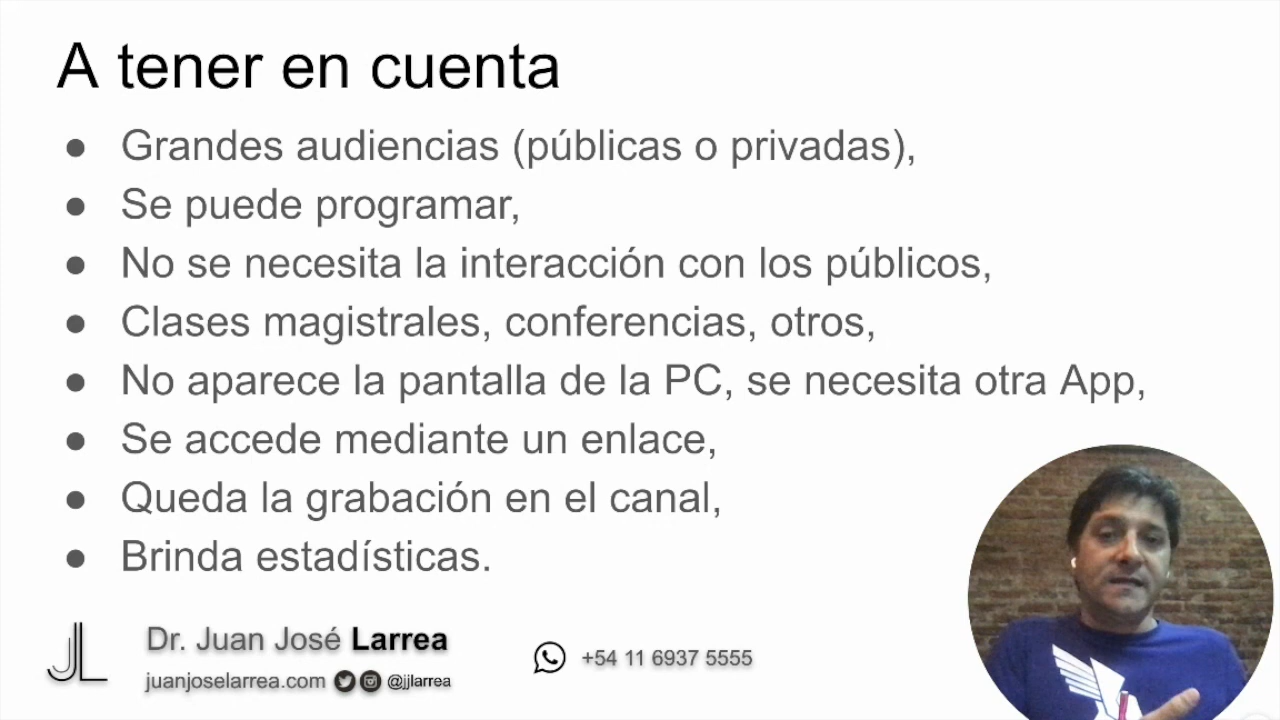 A tener en cuenta
● Grandes audiencias (públicas o privadas),
● Se puede programar,
● No se necesita la interacción con los públicos,
● Clases magistrales, conferencias, otros,
● No aparece la pantalla de la PC, se necesita otra App,
● Se accede mediante un enlace,
● Queda la grabación en el canal,
● Brinda estadísticas.
JL
Dr. Juan José Larrea
juanjoselarrea.com @jjlarrea
+54 11 6937 5555